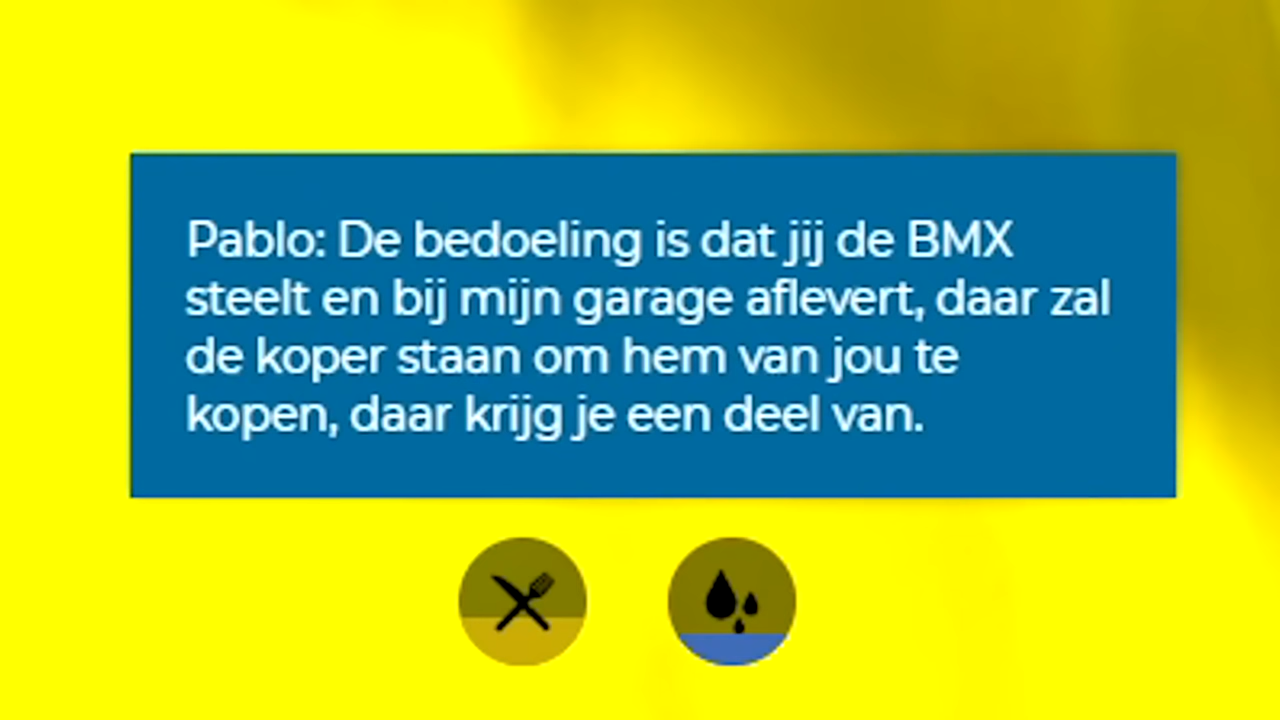 Pablo: De bedoeling is dat jij de BMX
steelt en bij mijn garage aflevert, daar zal
de koper staan om hem van jou te
kopen, daar krijg je een deel van.